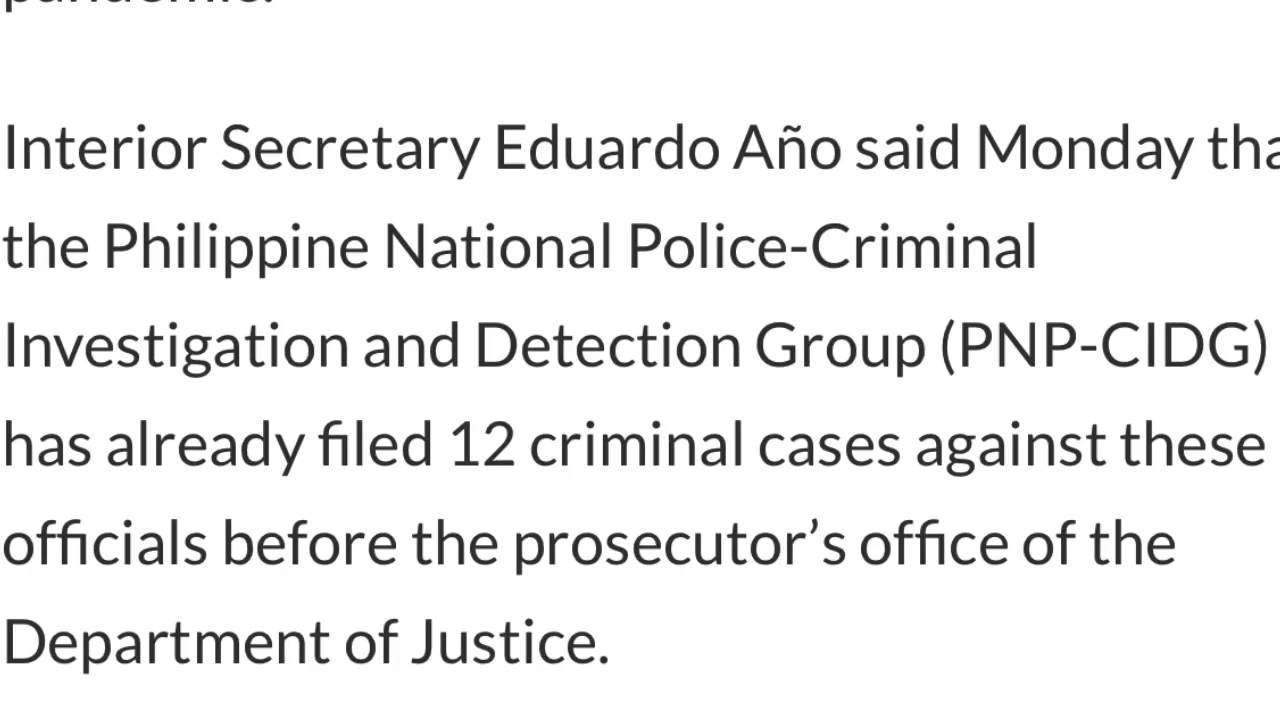 pandemic.
Interior Secretary Eduardo Año said Monday tha
the Philippine National Police-Criminal
Investigation and Detection Group (PNP-CIDG)
has already filed 12 criminal cases against these
officials before the prosecutor’s office of the
Department of Justice.